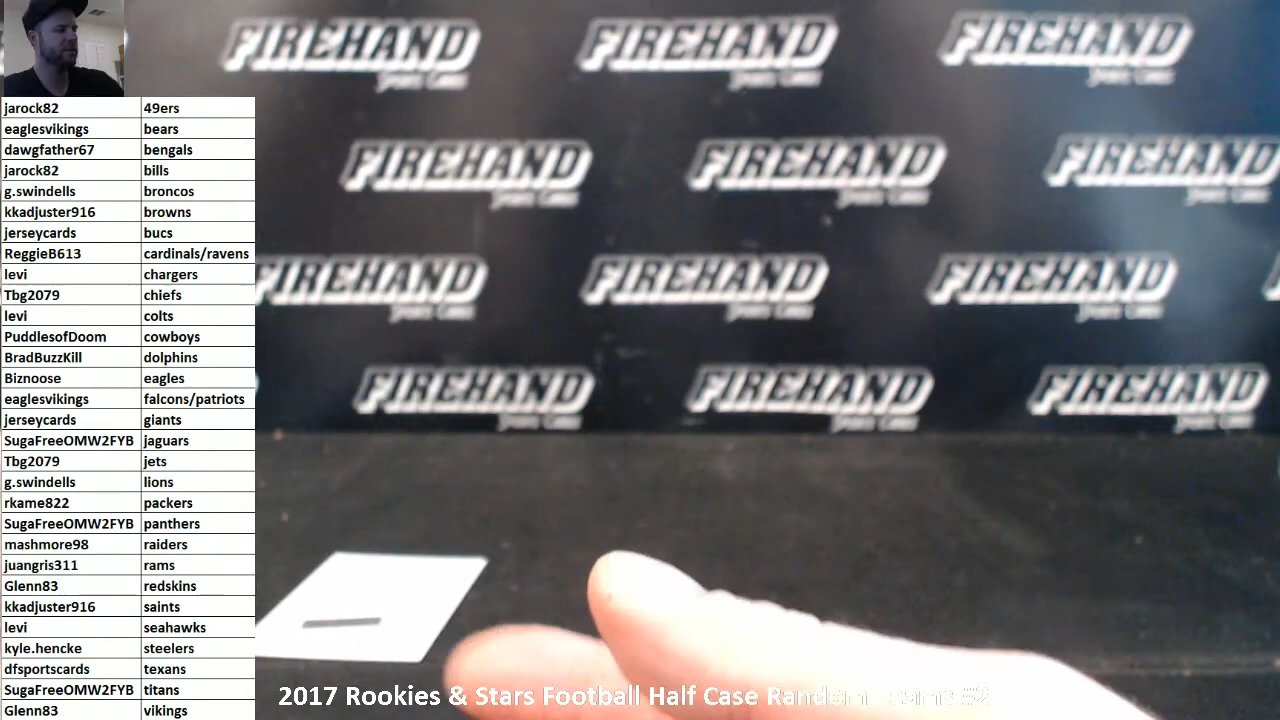 FIREHAND FIREHAND FIREHAND
FIREHAND FIREHAND FIREHAND
FIREHAND FIREHAND FIREHAND
FIREHAND FIREHAND FIREHAND
jarock82 49ers
eaglesvikings bears
dawgfather67 bengals
jarock82 bills
g.swindells broncos
kkadjuster916 browns
jerseycards bucs
ReggieB613 cardinals/ravens
levi chargers
Tbg2079 chiefs
levi colts
PuddlesofDoom cowboys
BradBuzzKill dolphins
Biznoose eagles
eaglesvikings falcons/patriots
jerseycards giants
SugaFreeOMW2FYB jaguars
Tbg2079 jets
g.swindells lions
rkame822 packers
SugaFreeOMW2FYB panthers
mashmore98 raiders
juangris311 rams
Glenn83 redskins
kkadjuster916 saints
levi seahawks
kyle.hencke steelers
dfsportscards texans
SugaFreeOMW2FYB titans
Glenn83 vikings
2017 Rookies & Stars Football Half Case Random #2